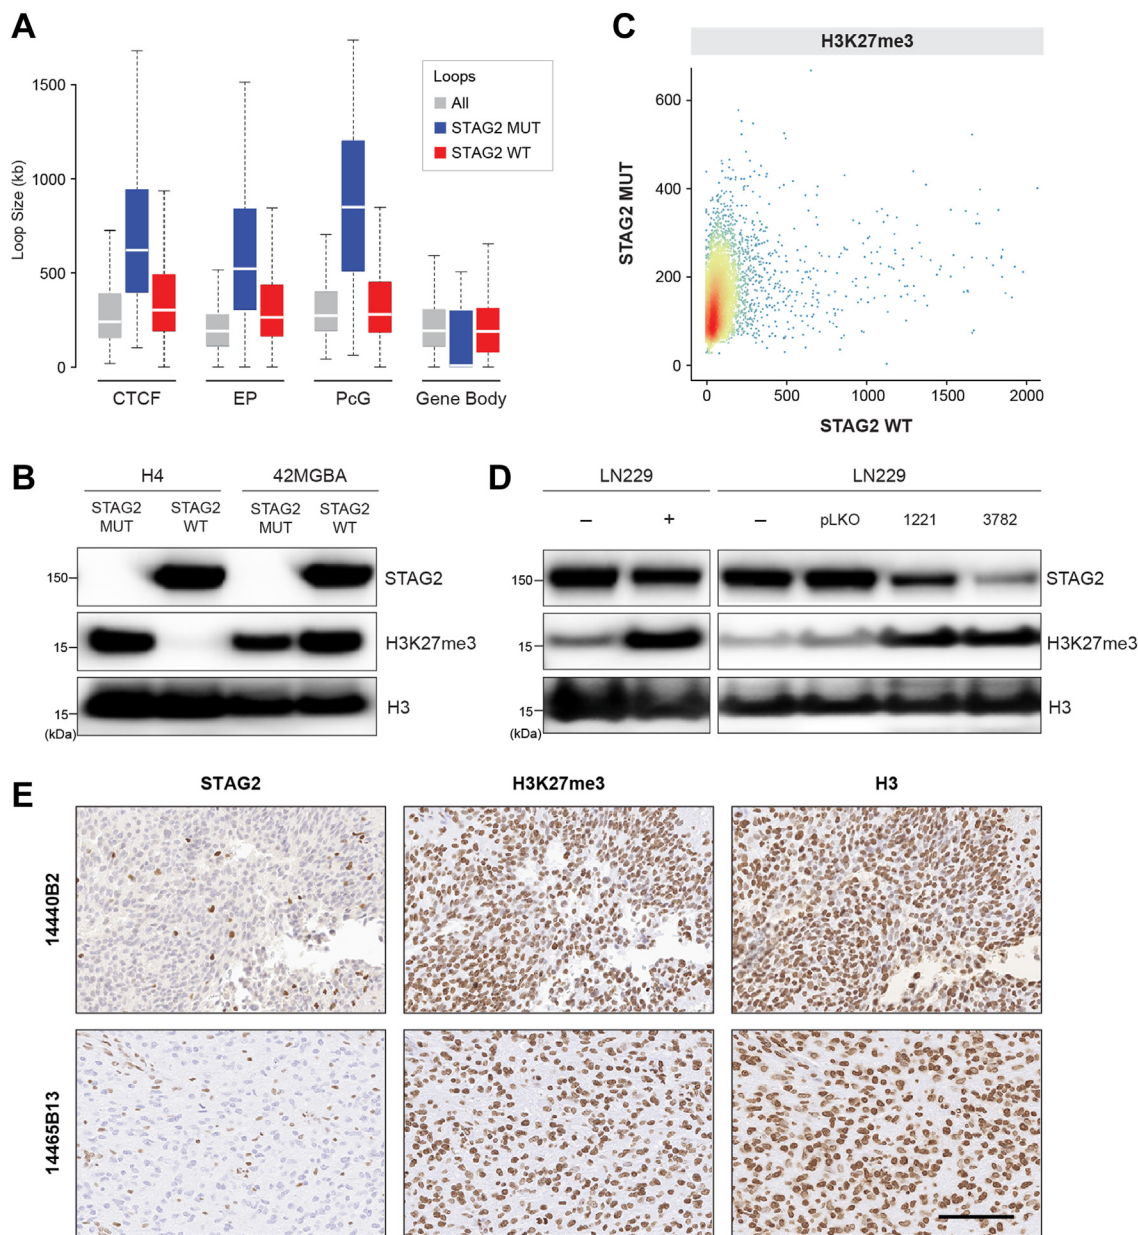 A
Loop Size (kb)
1500
1000
500
0
Loops
All
STAG2 MUT
STAG2 WT
CTCF
EP
PcG
Gene Body
C
H3K27me3
STAG2 MUT
600
400
200
0
0
500
1000
1500
2000
STAG2 WT
B
H4
42MGBA
STAG2 MUT
STAG2 WT
STAG2 MUT
STAG2 WT
150
STAG2
15
H3K27me3
15
H3
(kDa)
D
LN229
LN229
–
+
–
pLKO
1221
3782
150
STAG2
15
H3K27me3
15
H3
(kDa)
E
STAG2
H3K27me3
H3
14440B2
14465B13